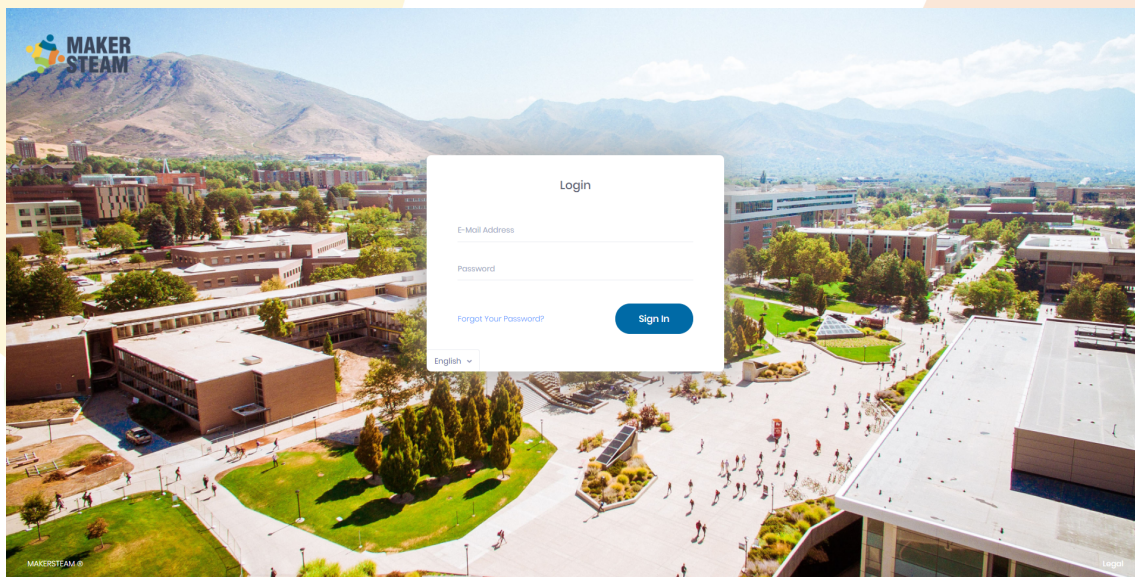 MAKER
STEAM
Login
E-Mail Address
Password
Forgot Your Password?
Sign In
English
MAKERSTEAM ®
Legal